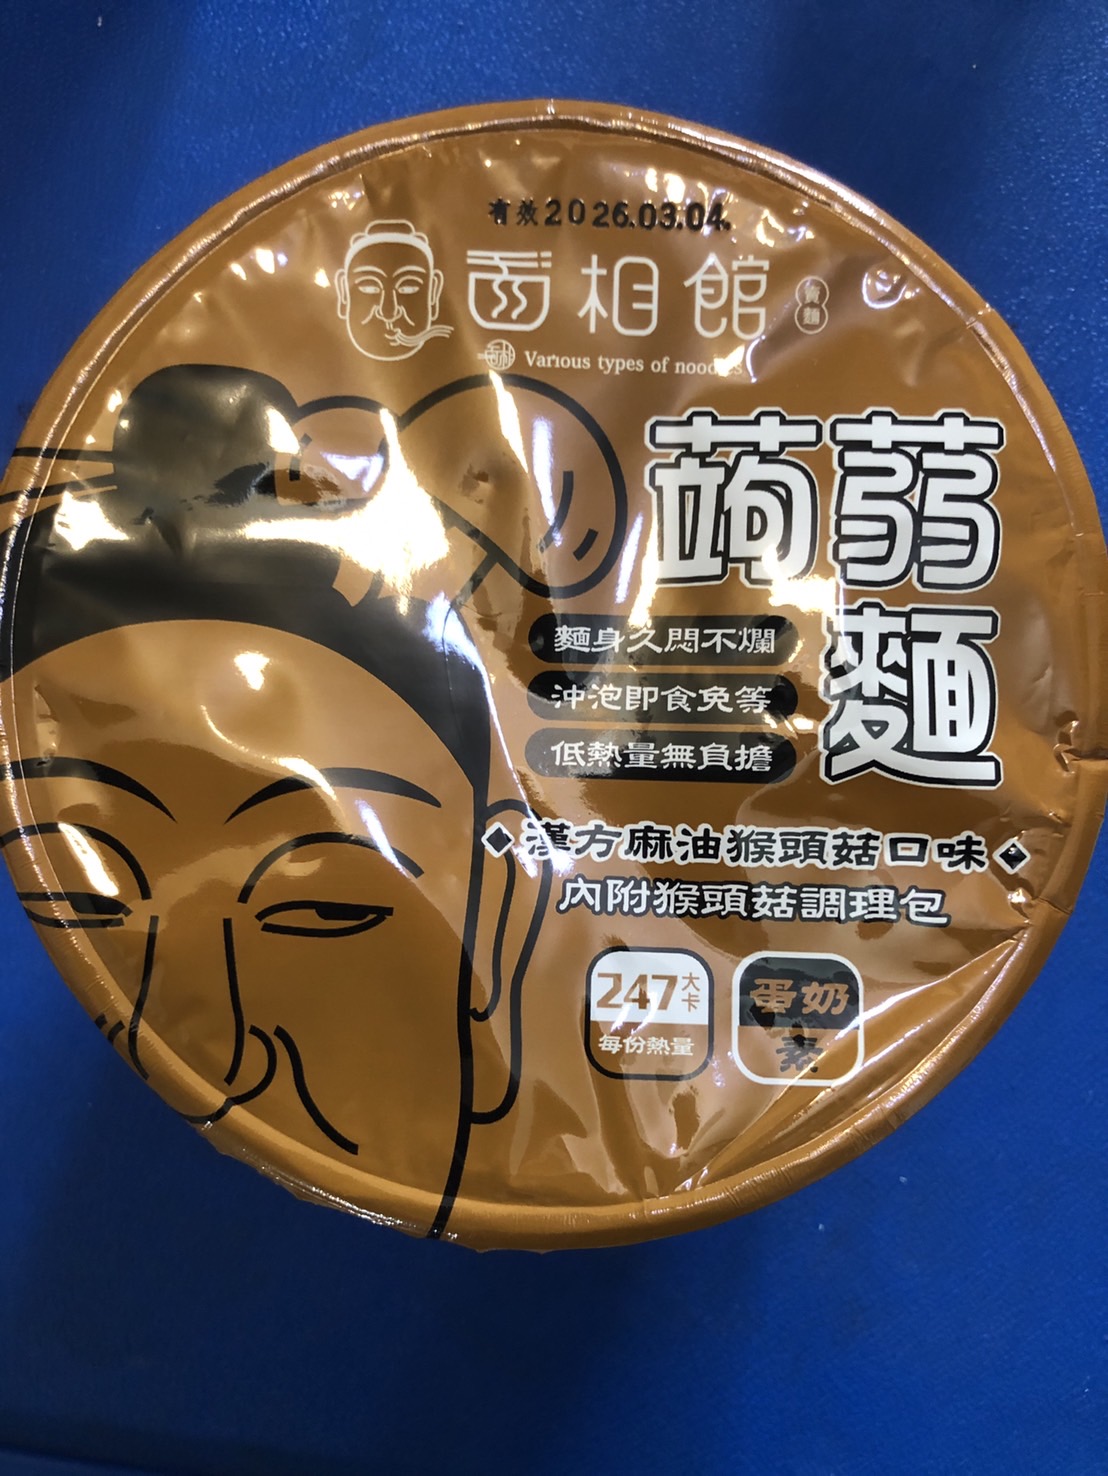 有效2026.03.04.
面相館
賣麵
Various types of noodles
蒟蒻
麵
麵身久悶不爛
沖泡即食免等
低熱量無負擔
漢方麻油猴頭菇口味
內附猴頭菇調理包
247大卡
每份熱量
蛋奶
素